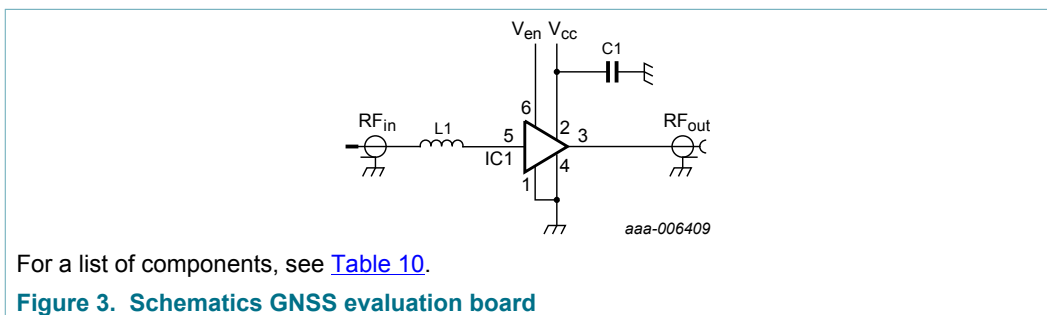 Ven Vcc
C1
6
RFin
L1
5
2
3
RFout
IC1
4
1
aaa-006409
For a list of components, see Table 10.
Figure 3. Schematics GNSS evaluation board